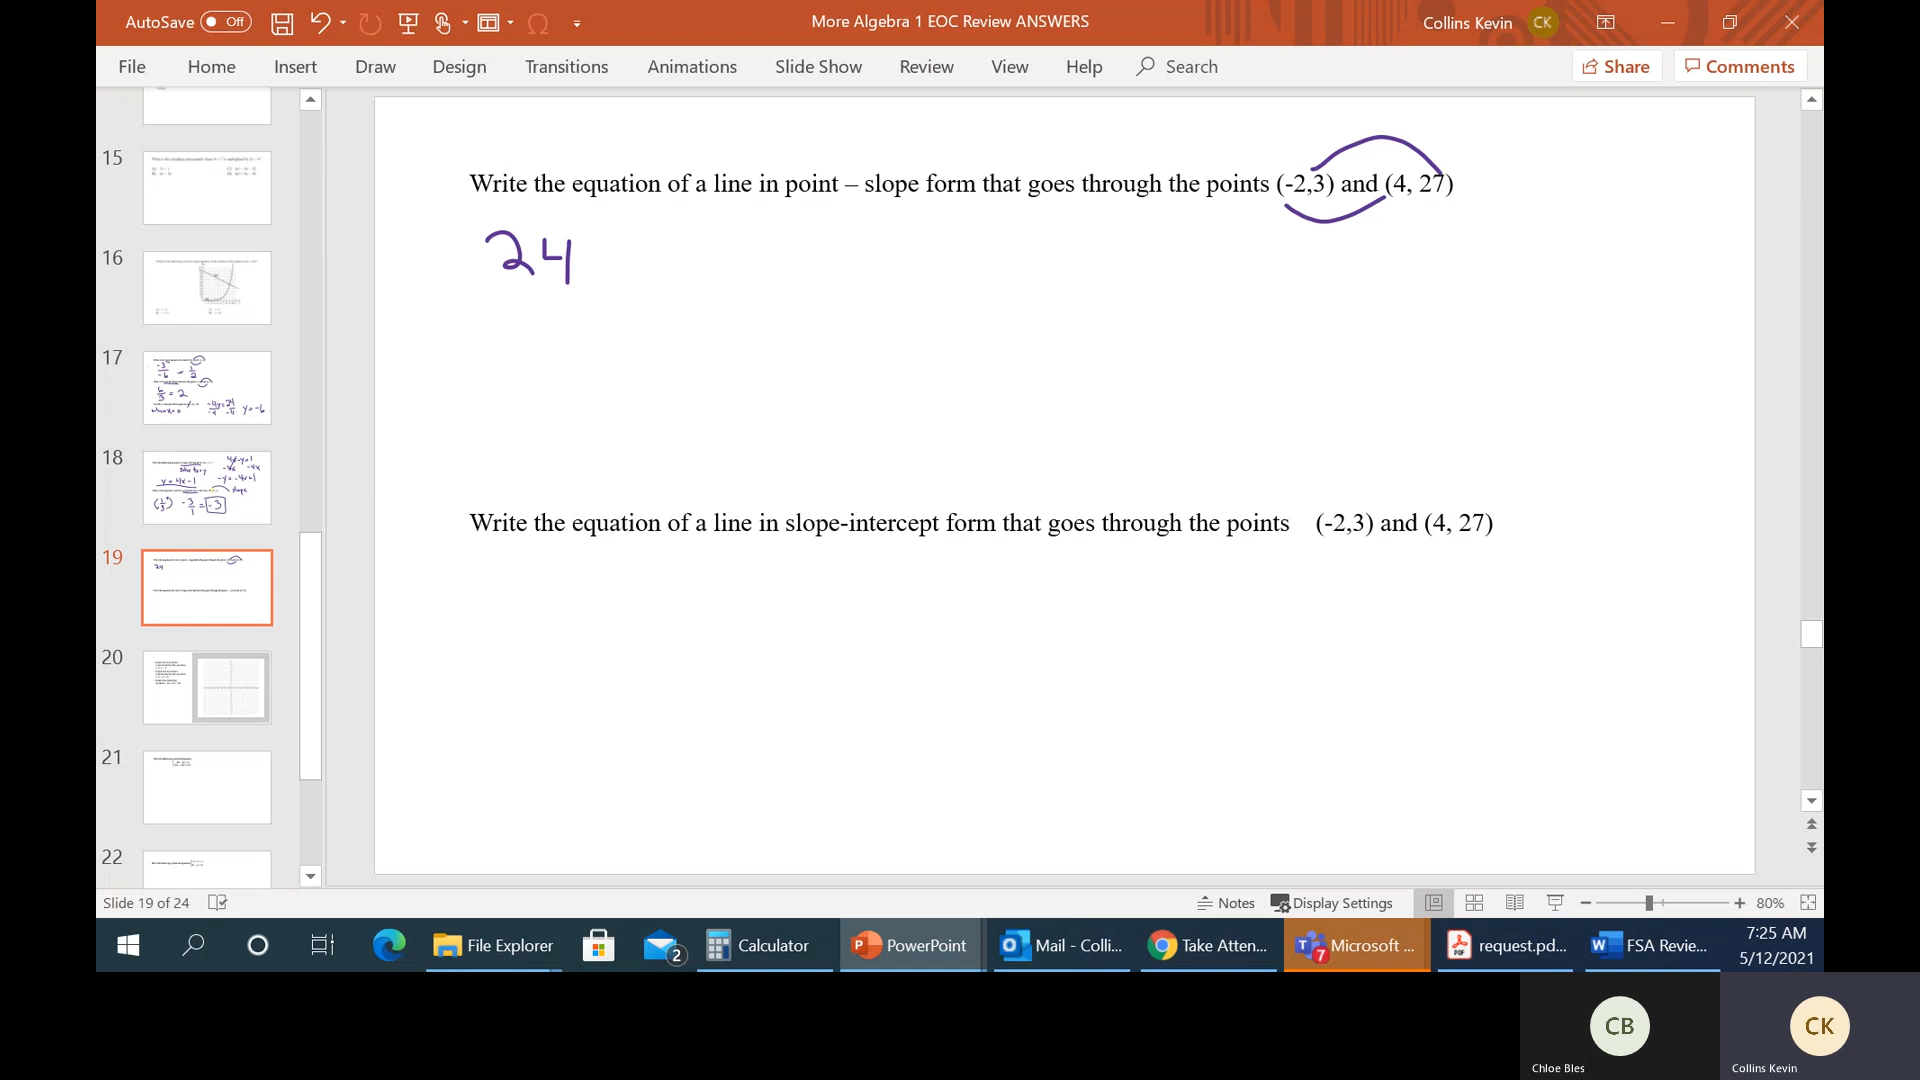 AutoSave Off More Algebra 1 EOC Review ANSWERS Collins Kevin CK
File Home Insert Draw Design Transitions Animations Slide Show Review View Help Search Share Comments
15
16
17
18
19
20
21
22
Write the equation of a line in point – slope form that goes through the points (-2,3) and (4, 27)
24
Write the equation of a line in slope-intercept form that goes through the points (-2,3) and (4, 27)
Slide 19 of 24 Notes Display Settings 80%
File Explorer 2 Calculator PowerPoint Mail - Colli... Take Atten... 7 Microsoft ... request.pd... FSA Revie... 7:25 AM
5/12/2021
CB CK
Chloe Bles Collins Kevin